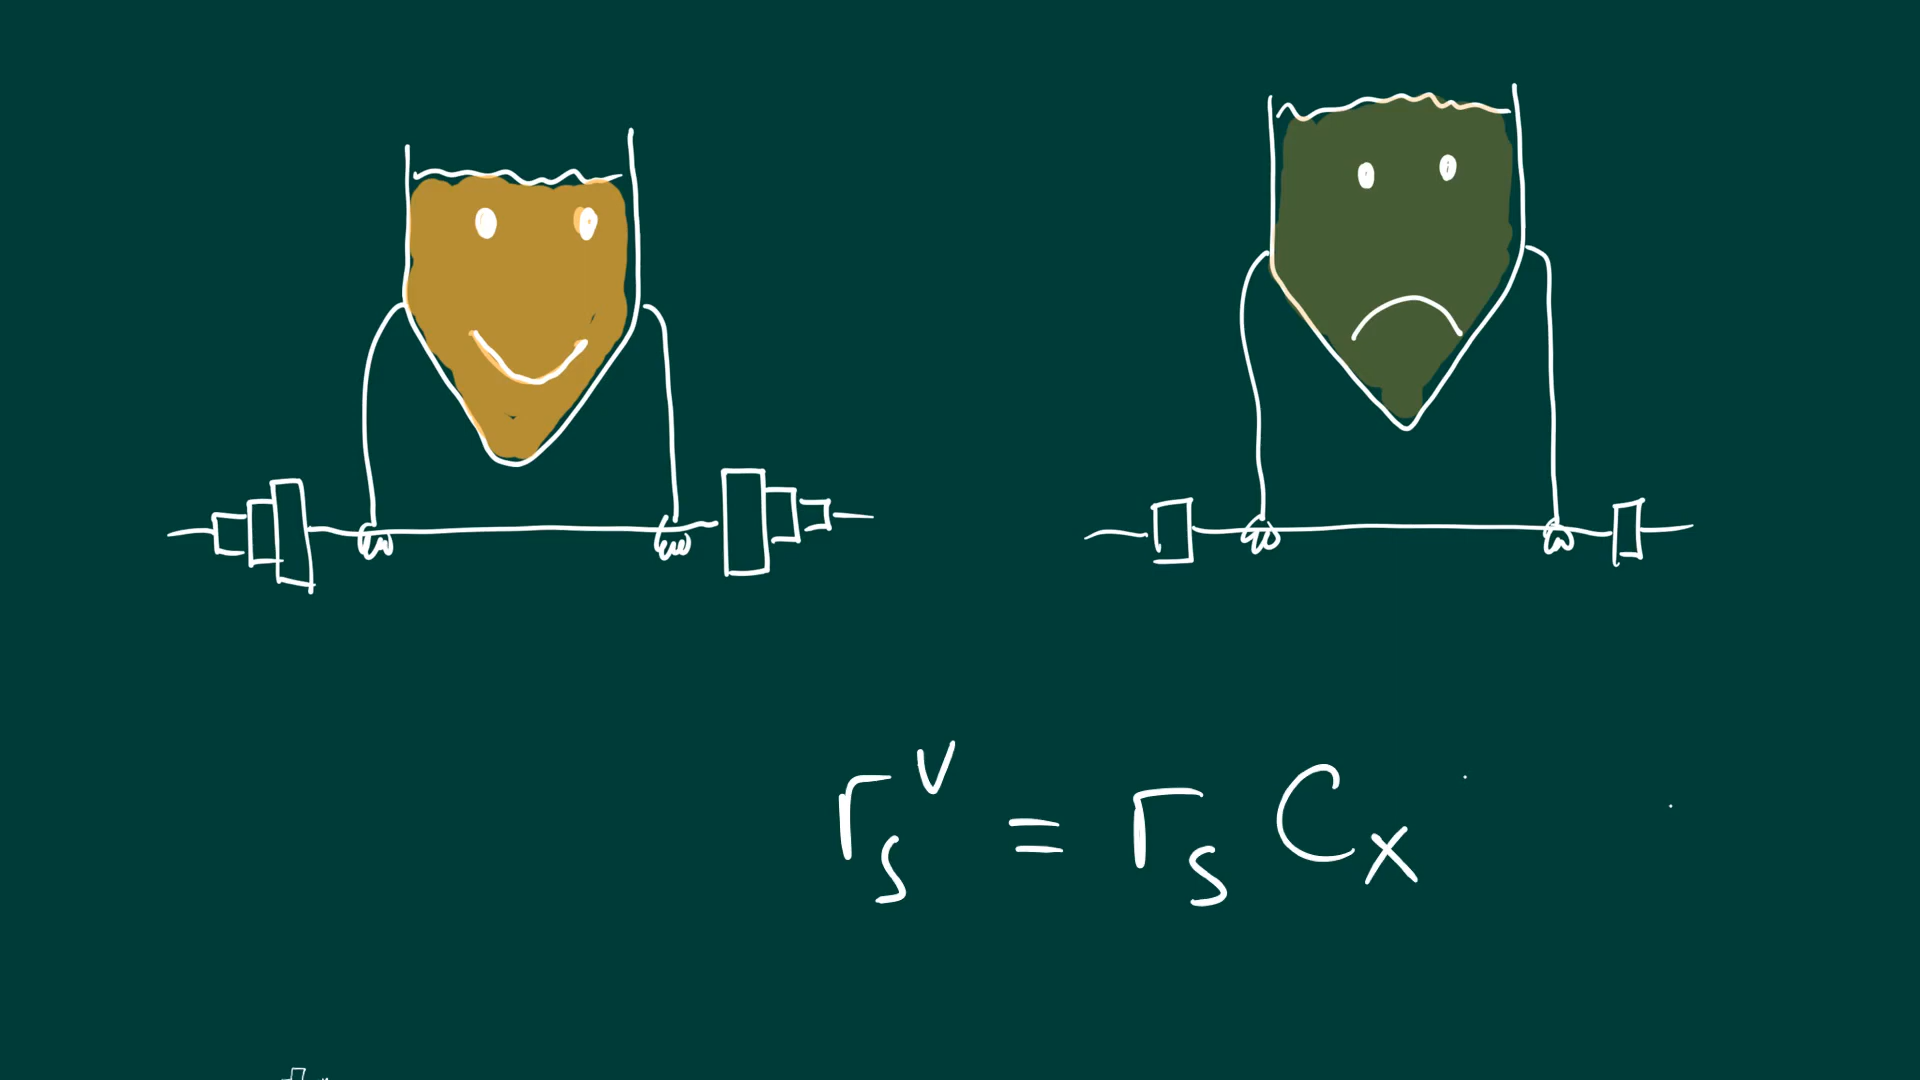 r_s^v = r_s C_x